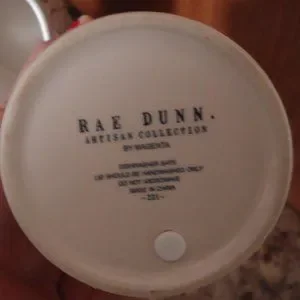 RAE DUNN.
ARTISAN COLLECTION
BY MAGENTA
DISHWASHER SAFE
LID SHOULD BE HANDWASHED ONLY
DO NOT MICROWAVE
MADE IN CHINA
~221~